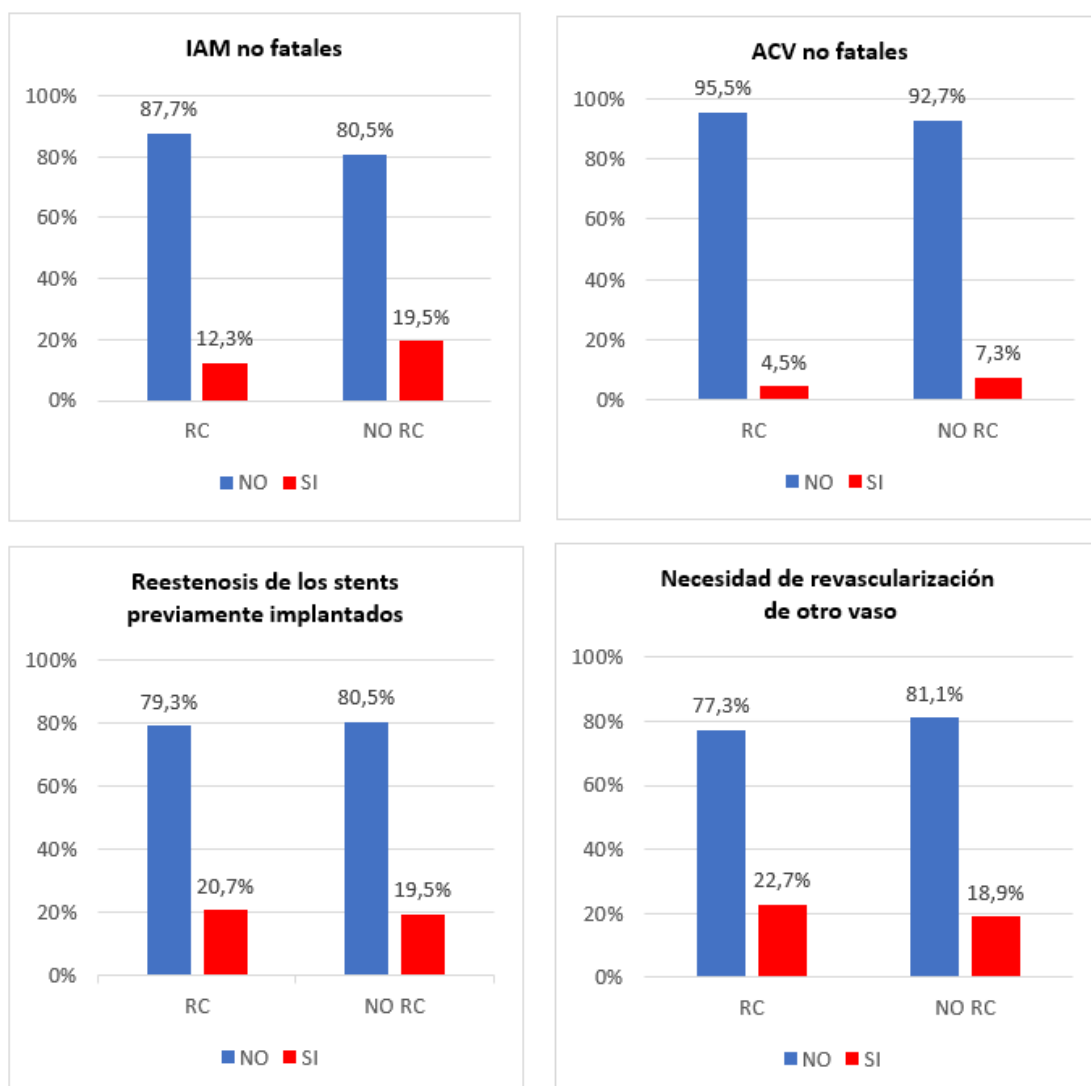 IAM no fatales
100%
87,7%
80,5%
80%
60%
40%
19,5%
20%
12,3%
0%
RC NO RC
NO SI
ACV no fatales
95,5%
92,7%
100%
80%
60%
40%
20%
7,3%
4,5%
0%
RC NO RC
NO SI
Reestenosis de los stents
previamente implantados
100%
79,3%
80,5%
80%
60%
40%
20,7%
19,5%
20%
0%
RC NO RC
NO SI
Necesidad de revascularización
de otro vaso
100%
77,3%
81,1%
80%
60%
40%
22,7%
18,9%
20%
0%
RC NO RC
NO SI